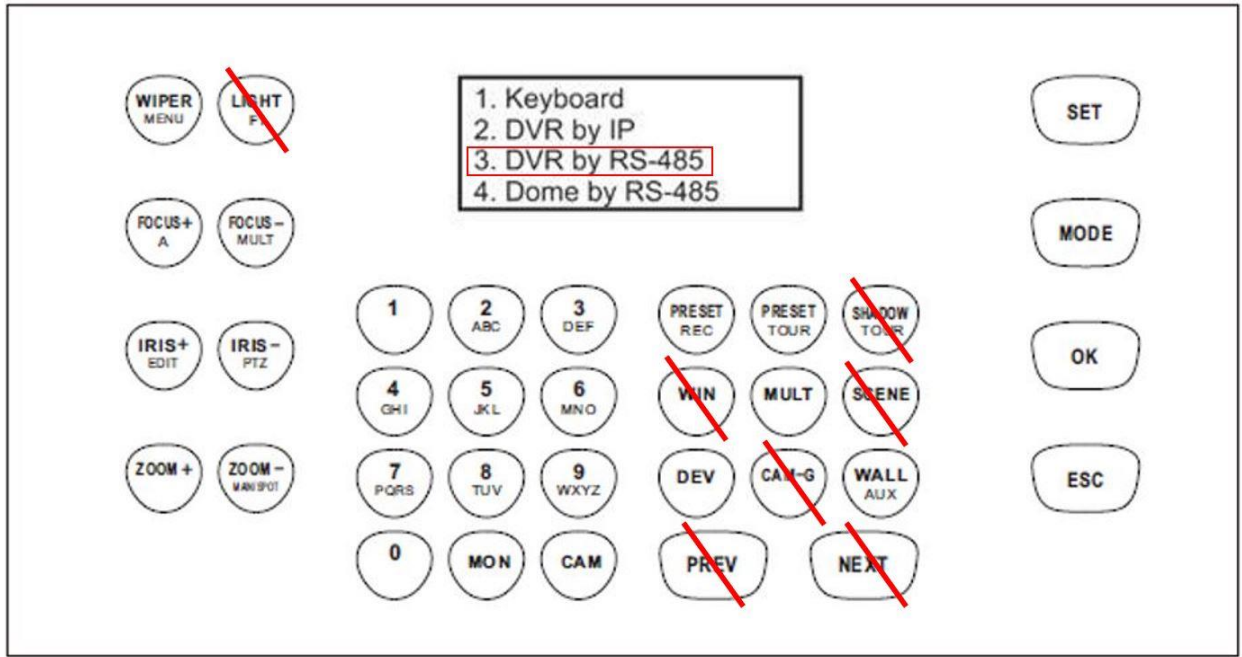 WIPER
MENU
LIGHT
F1
1. Keyboard
2. DVR by IP
3. DVR by RS-485
4. Dome by RS-485
SET
FOCUS+
A
FOCUS-
MULT
MODE
1
2
ABC
3
DEF
PRESET
REC
PRESET
TOUR
SHADOW
TOUR
IRIS+
EDIT
IRIS-
PTZ
OK
4
GHI
5
JKL
6
MNO
WIN
MULT
SCENE
ZOOM+
ZOOM-
MAIN/SPOT
7
PQRS
8
TUV
9
WXYZ
DEV
CAM-G
WALL
AUX
ESC
0
MON
CAM
PREV
NEXT